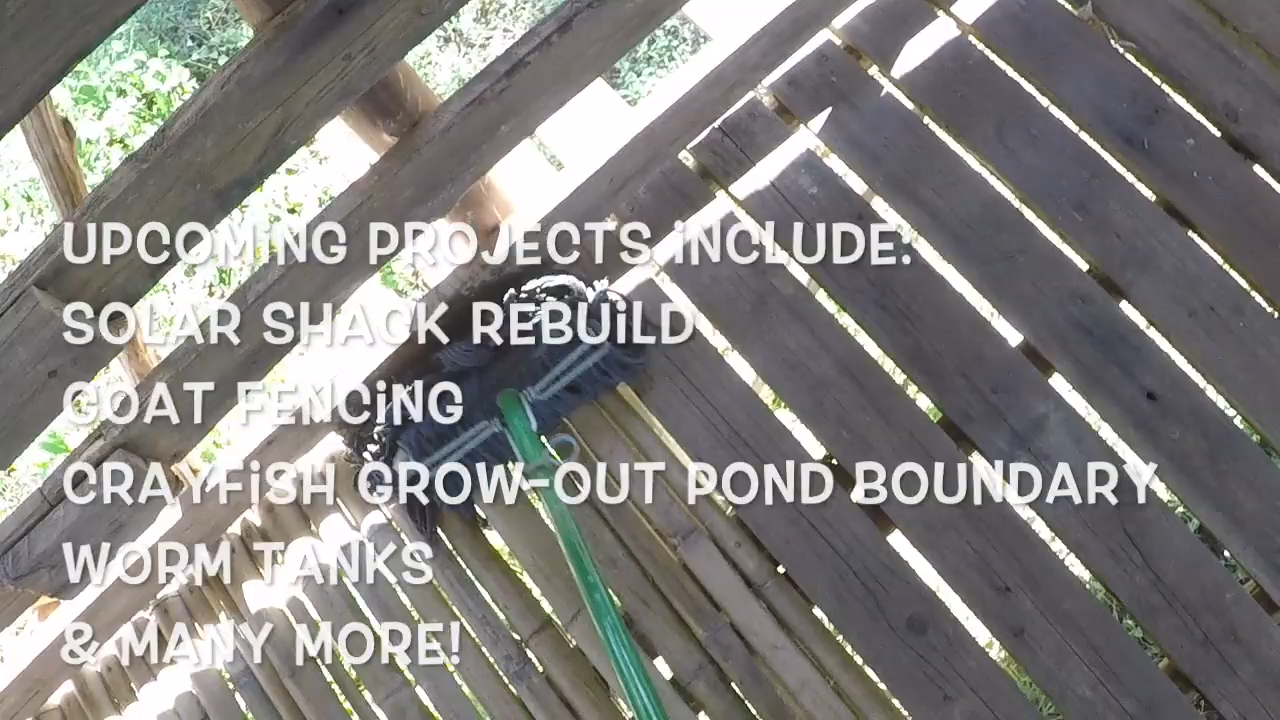 UPCOMiNG PROJECTS iNCLUDE:
SOLAR SHACK REBUiLD
GOAT FENCiNG
CRAYFiSH GROW-OUT POND BOUNDARY
WORM TANKS
& MANY MORE!